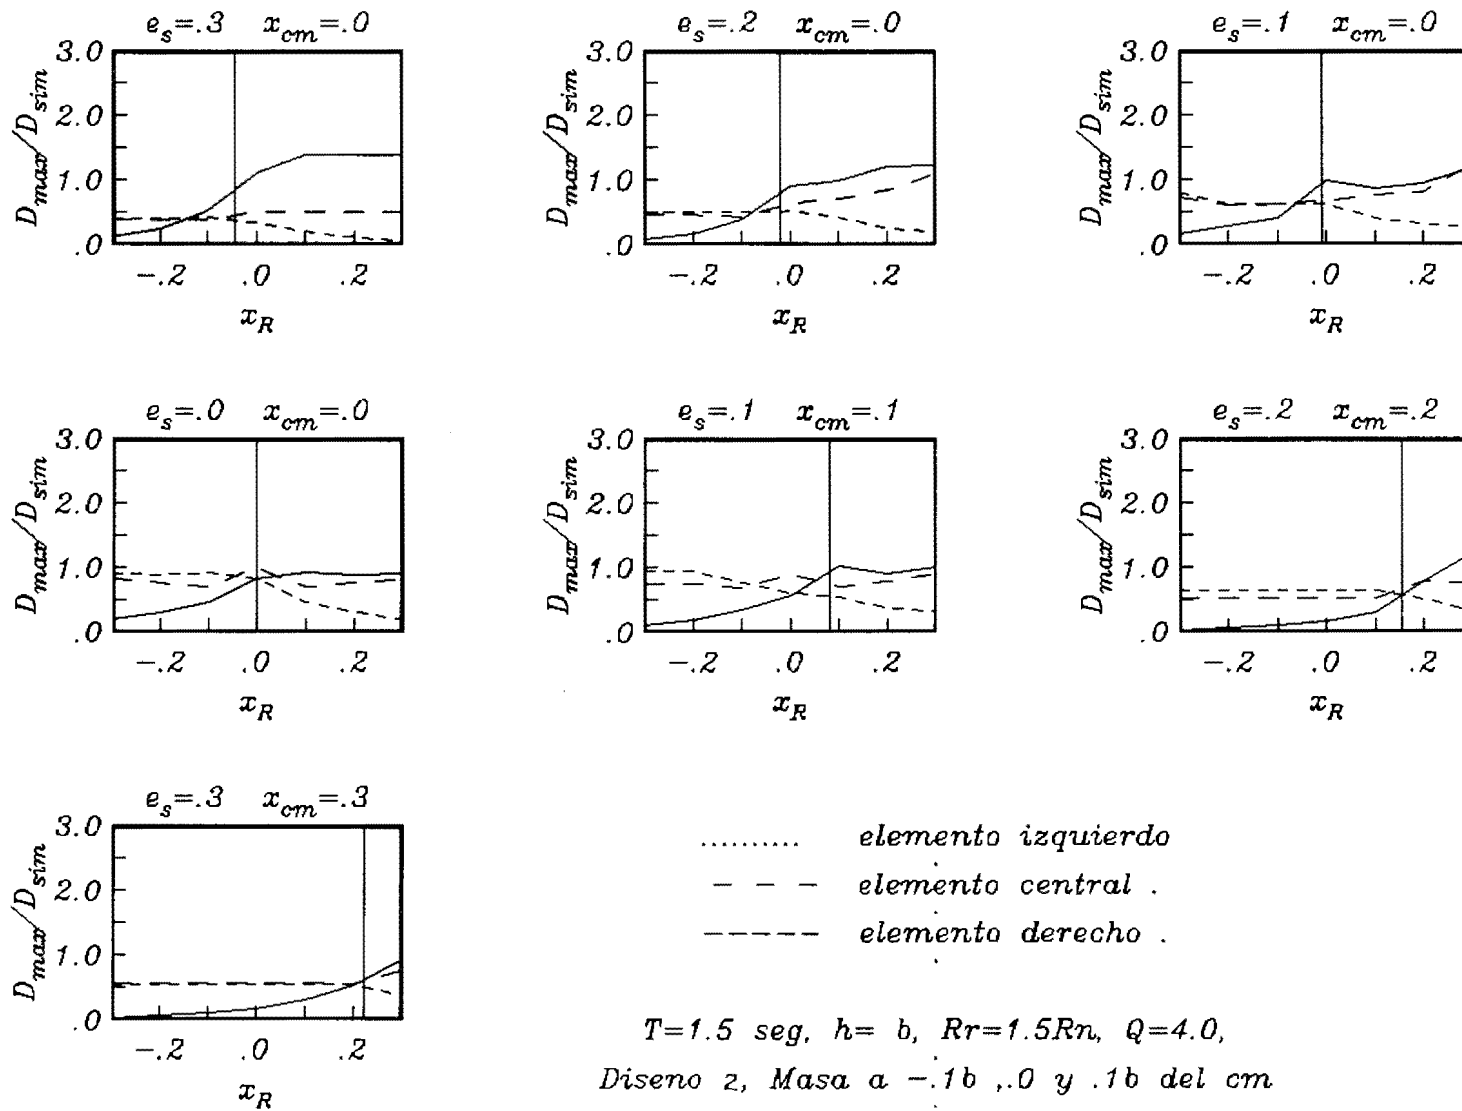 e_s=.3 x_cm=.0
e_s=.2 x_cm=.0
e_s=.1 x_cm=.0
D_max/D_sim
3.0
2.0
1.0
.0
-.2 .0 .2
x_R
D_max/D_sim
3.0
2.0
1.0
.0
-.2 .0 .2
x_R
D_max/D_sim
3.0
2.0
1.0
.0
-.2 .0 .2
x_R
e_s=.0 x_cm=.0
e_s=.1 x_cm=.1
e_s=.2 x_cm=.2
D_max/D_sim
3.0
2.0
1.0
.0
-.2 .0 .2
x_R
D_max/D_sim
3.0
2.0
1.0
.0
-.2 .0 .2
x_R
D_max/D_sim
3.0
2.0
1.0
.0
-.2 .0 .2
x_R
e_s=.3 x_cm=.3
D_max/D_sim
3.0
2.0
1.0
.0
-.2 .0 .2
x_R
elemento izquierdo
elemento central .
elemento derecho .
T=1.5 seg, h= b, Rr=1.5Rn, Q=4.0,
Diseno 2, Masa a -.1b ,.0 y .1b del cm